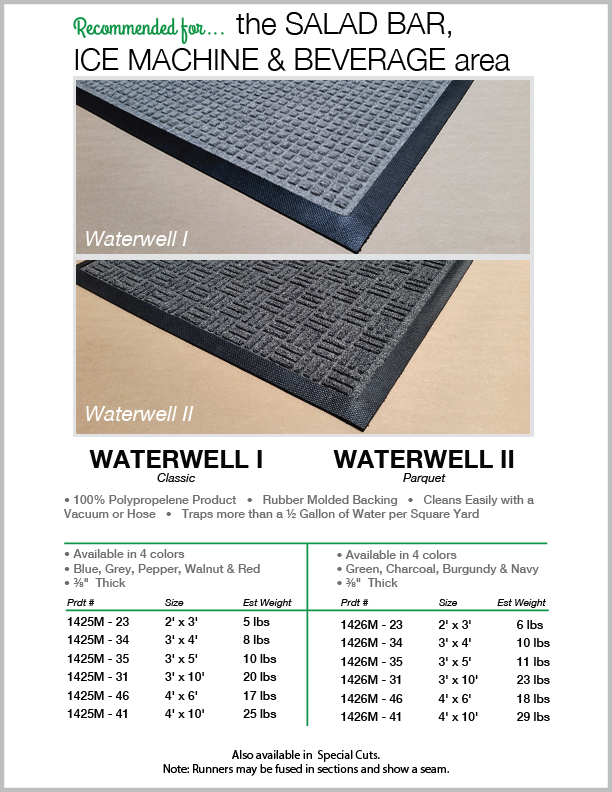 Recommended for... the SALAD BAR,
ICE MACHINE & BEVERAGE area
Waterwell I
Waterwell II
WATERWELL I
Classic
WATERWELL II
Parquet
• 100% Polypropelene Product • Rubber Molded Backing • Cleans Easily with a
Vacuum or Hose • Traps more than a ½ Gallon of Water per Square Yard
• Available in 4 colors
• Blue, Grey, Pepper, Walnut & Red
• ⅜" Thick
Prdt # Size Est Weight
1425M - 23 2' x 3' 5 lbs
1425M - 34 3' x 4' 8 lbs
1425M - 35 3' x 5' 10 lbs
1425M - 31 3' x 10' 20 lbs
1425M - 46 4' x 6' 17 lbs
1425M - 41 4' x 10' 25 lbs
• Available in 4 colors
• Green, Charcoal, Burgundy & Navy
• ⅜" Thick
Prdt # Size Est Weight
1426M - 23 2' x 3' 6 lbs
1426M - 34 3' x 4' 10 lbs
1426M - 35 3' x 5' 11 lbs
1426M - 31 3' x 10' 23 lbs
1426M - 46 4' x 6' 18 lbs
1426M - 41 4' x 10' 29 lbs
Also available in Special Cuts.
Note: Runners may be fused in sections and show a seam.